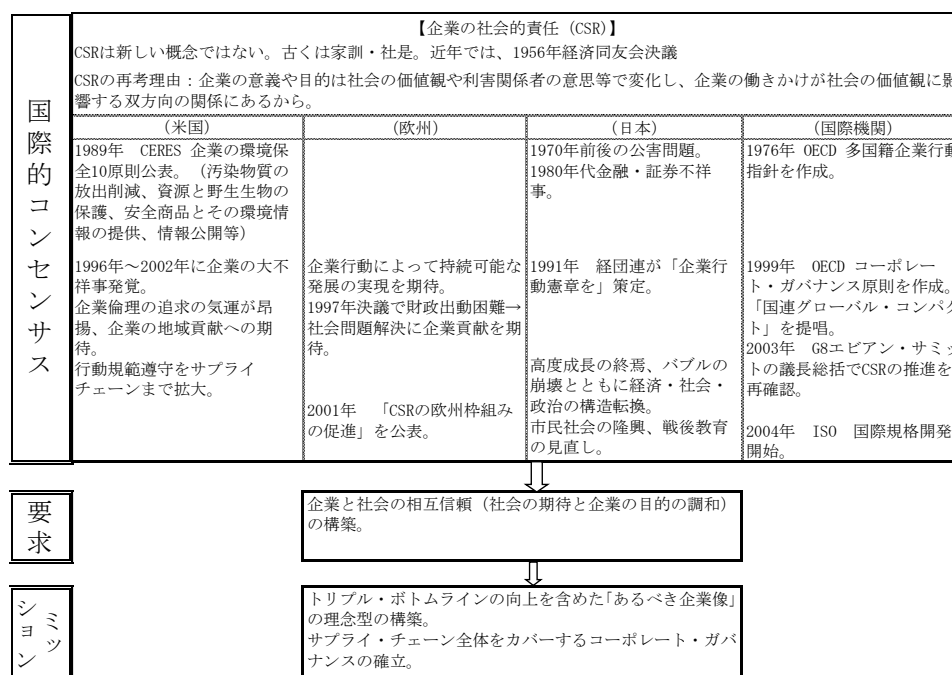 国際的コンセンサス
【企業の社会的責任 (CSR)】
CSRは新しい概念ではない。古くは家訓・社是。近年では、1956年経済同友会決議
CSRの再考理由：企業の意義や目的は社会の価値観や利害関係者の意思等で変化し、企業の働きかけが社会の価値観に影
響する双方向の関係にあるから。
(米国)
1989年 CERES 企業の環境保
全10原則公表。（汚染物質の
放出削減、資源と野生生物の
保護、安全商品とその環境情
報の提供、情報公開等）
1996年～2002年に企業の大不
祥事発覚。
企業倫理の追求の気運が昂
揚、企業の地域貢献への期
待。
行動規範遵守をサプライ
チェーンまで拡大。
(欧州)
企業行動によって持続可能な
発展の実現を期待。
1997年決議で財政出動困難→
社会問題解決に企業貢献を期
待。
2001年 「CSRの欧州枠組み
の促進」を公表。
(日本)
1970年前後の公害問題。
1980年代金融・証券不祥
事。
1991年 経団連が「企業行
動憲章を」策定。
高度成長の終焉、バブルの
崩壊とともに経済・社会・
政治の構造転換。
市民社会の隆興、戦後教育
の見直し。
(国際機関)
1976年 OECD 多国籍企業行動
指針を作成。
1999年 OECD コーポレー
ト・ガバナンス原則を作成。
「国連グローバル・コンパク
ト」を提唱。
2003年 G8エビアン・サミッ
トの議長総括でCSRの推進を
再確認。
2004年 ISO 国際規格開発
開始。
要求
企業と社会の相互信頼（社会の期待と企業の目的の調和）
の構築。
ミッション
トリプル・ボトムラインの向上を含めた「あるべき企業像」
の理念型の構築。
サプライ・チェーン全体をカバーするコーポレート・ガバ
ナンスの確立。